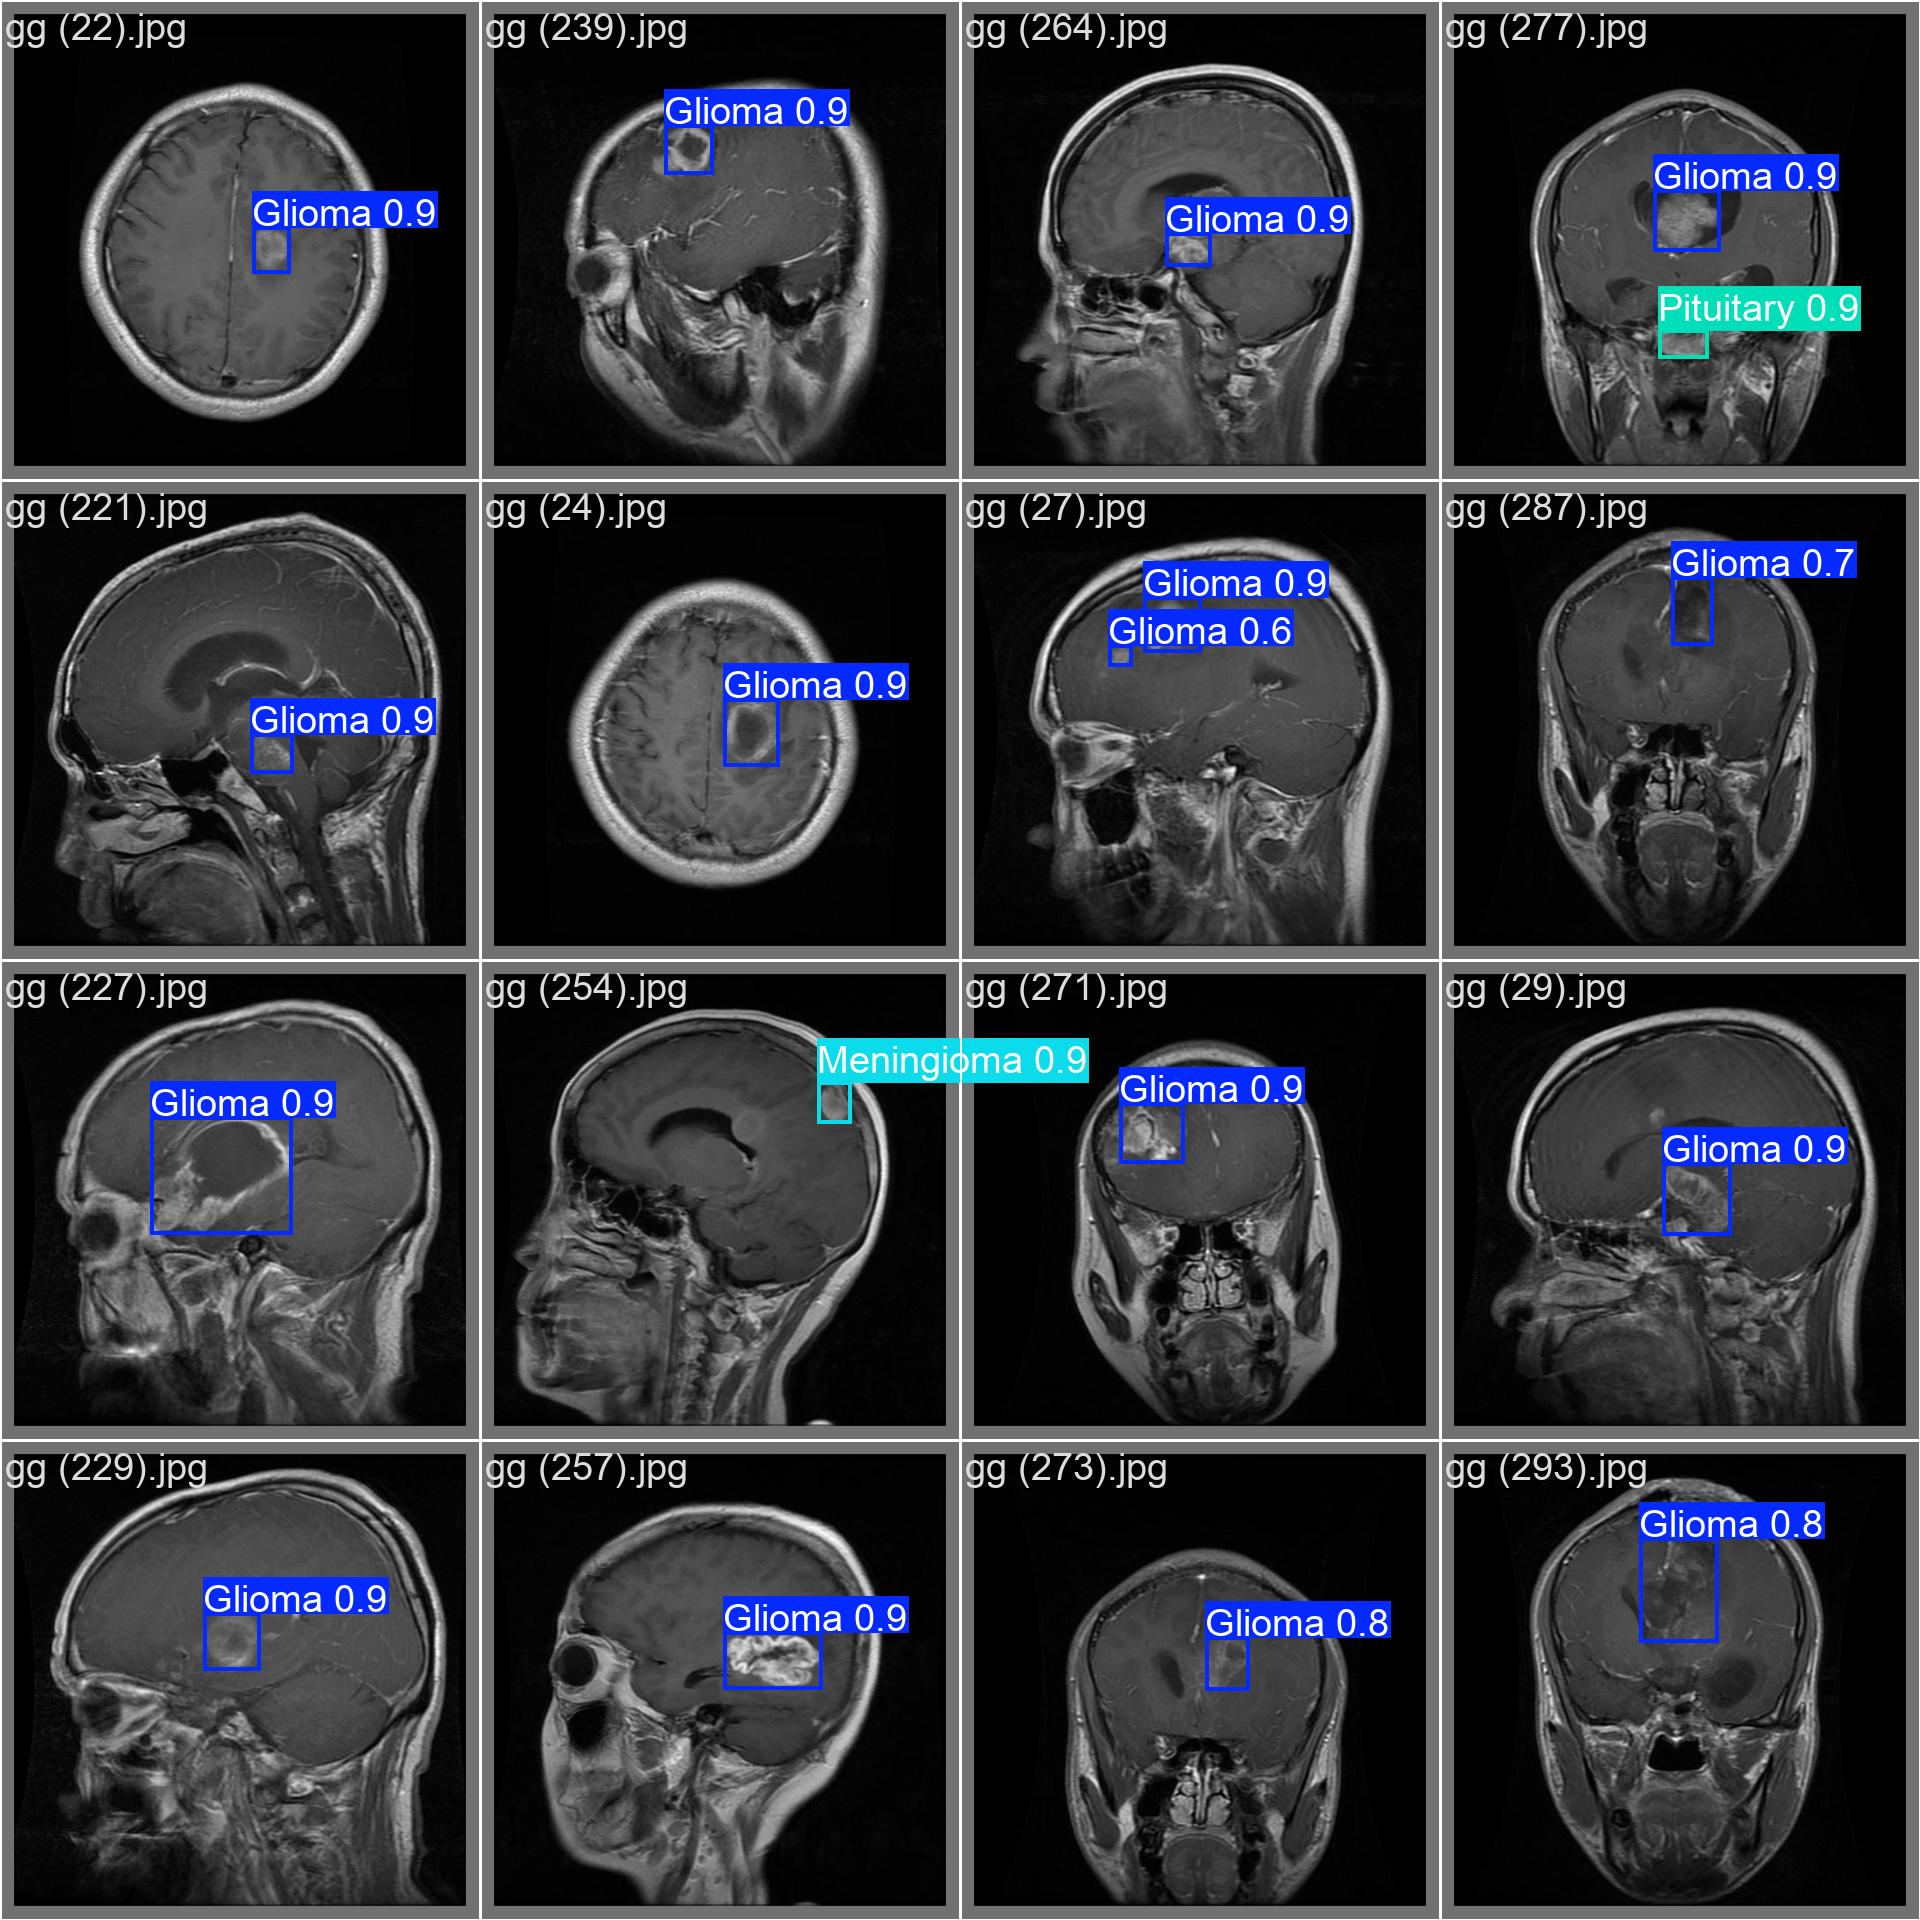 gg (22).jpg
Glioma 0.9
gg (239).jpg
Glioma 0.9
gg (264).jpg
Glioma 0.9
gg (277).jpg
Glioma 0.9
Pituitary 0.9
gg (221).jpg
Glioma 0.9
gg (24).jpg
Glioma 0.9
gg (27).jpg
Glioma 0.9
Glioma 0.6
gg (287).jpg
Glioma 0.7
gg (227).jpg
Glioma 0.9
gg (254).jpg
Meningioma 0.9
gg (271).jpg
Glioma 0.9
gg (29).jpg
Glioma 0.9
gg (229).jpg
Glioma 0.9
gg (257).jpg
Glioma 0.9
gg (273).jpg
Glioma 0.8
gg (293).jpg
Glioma 0.8